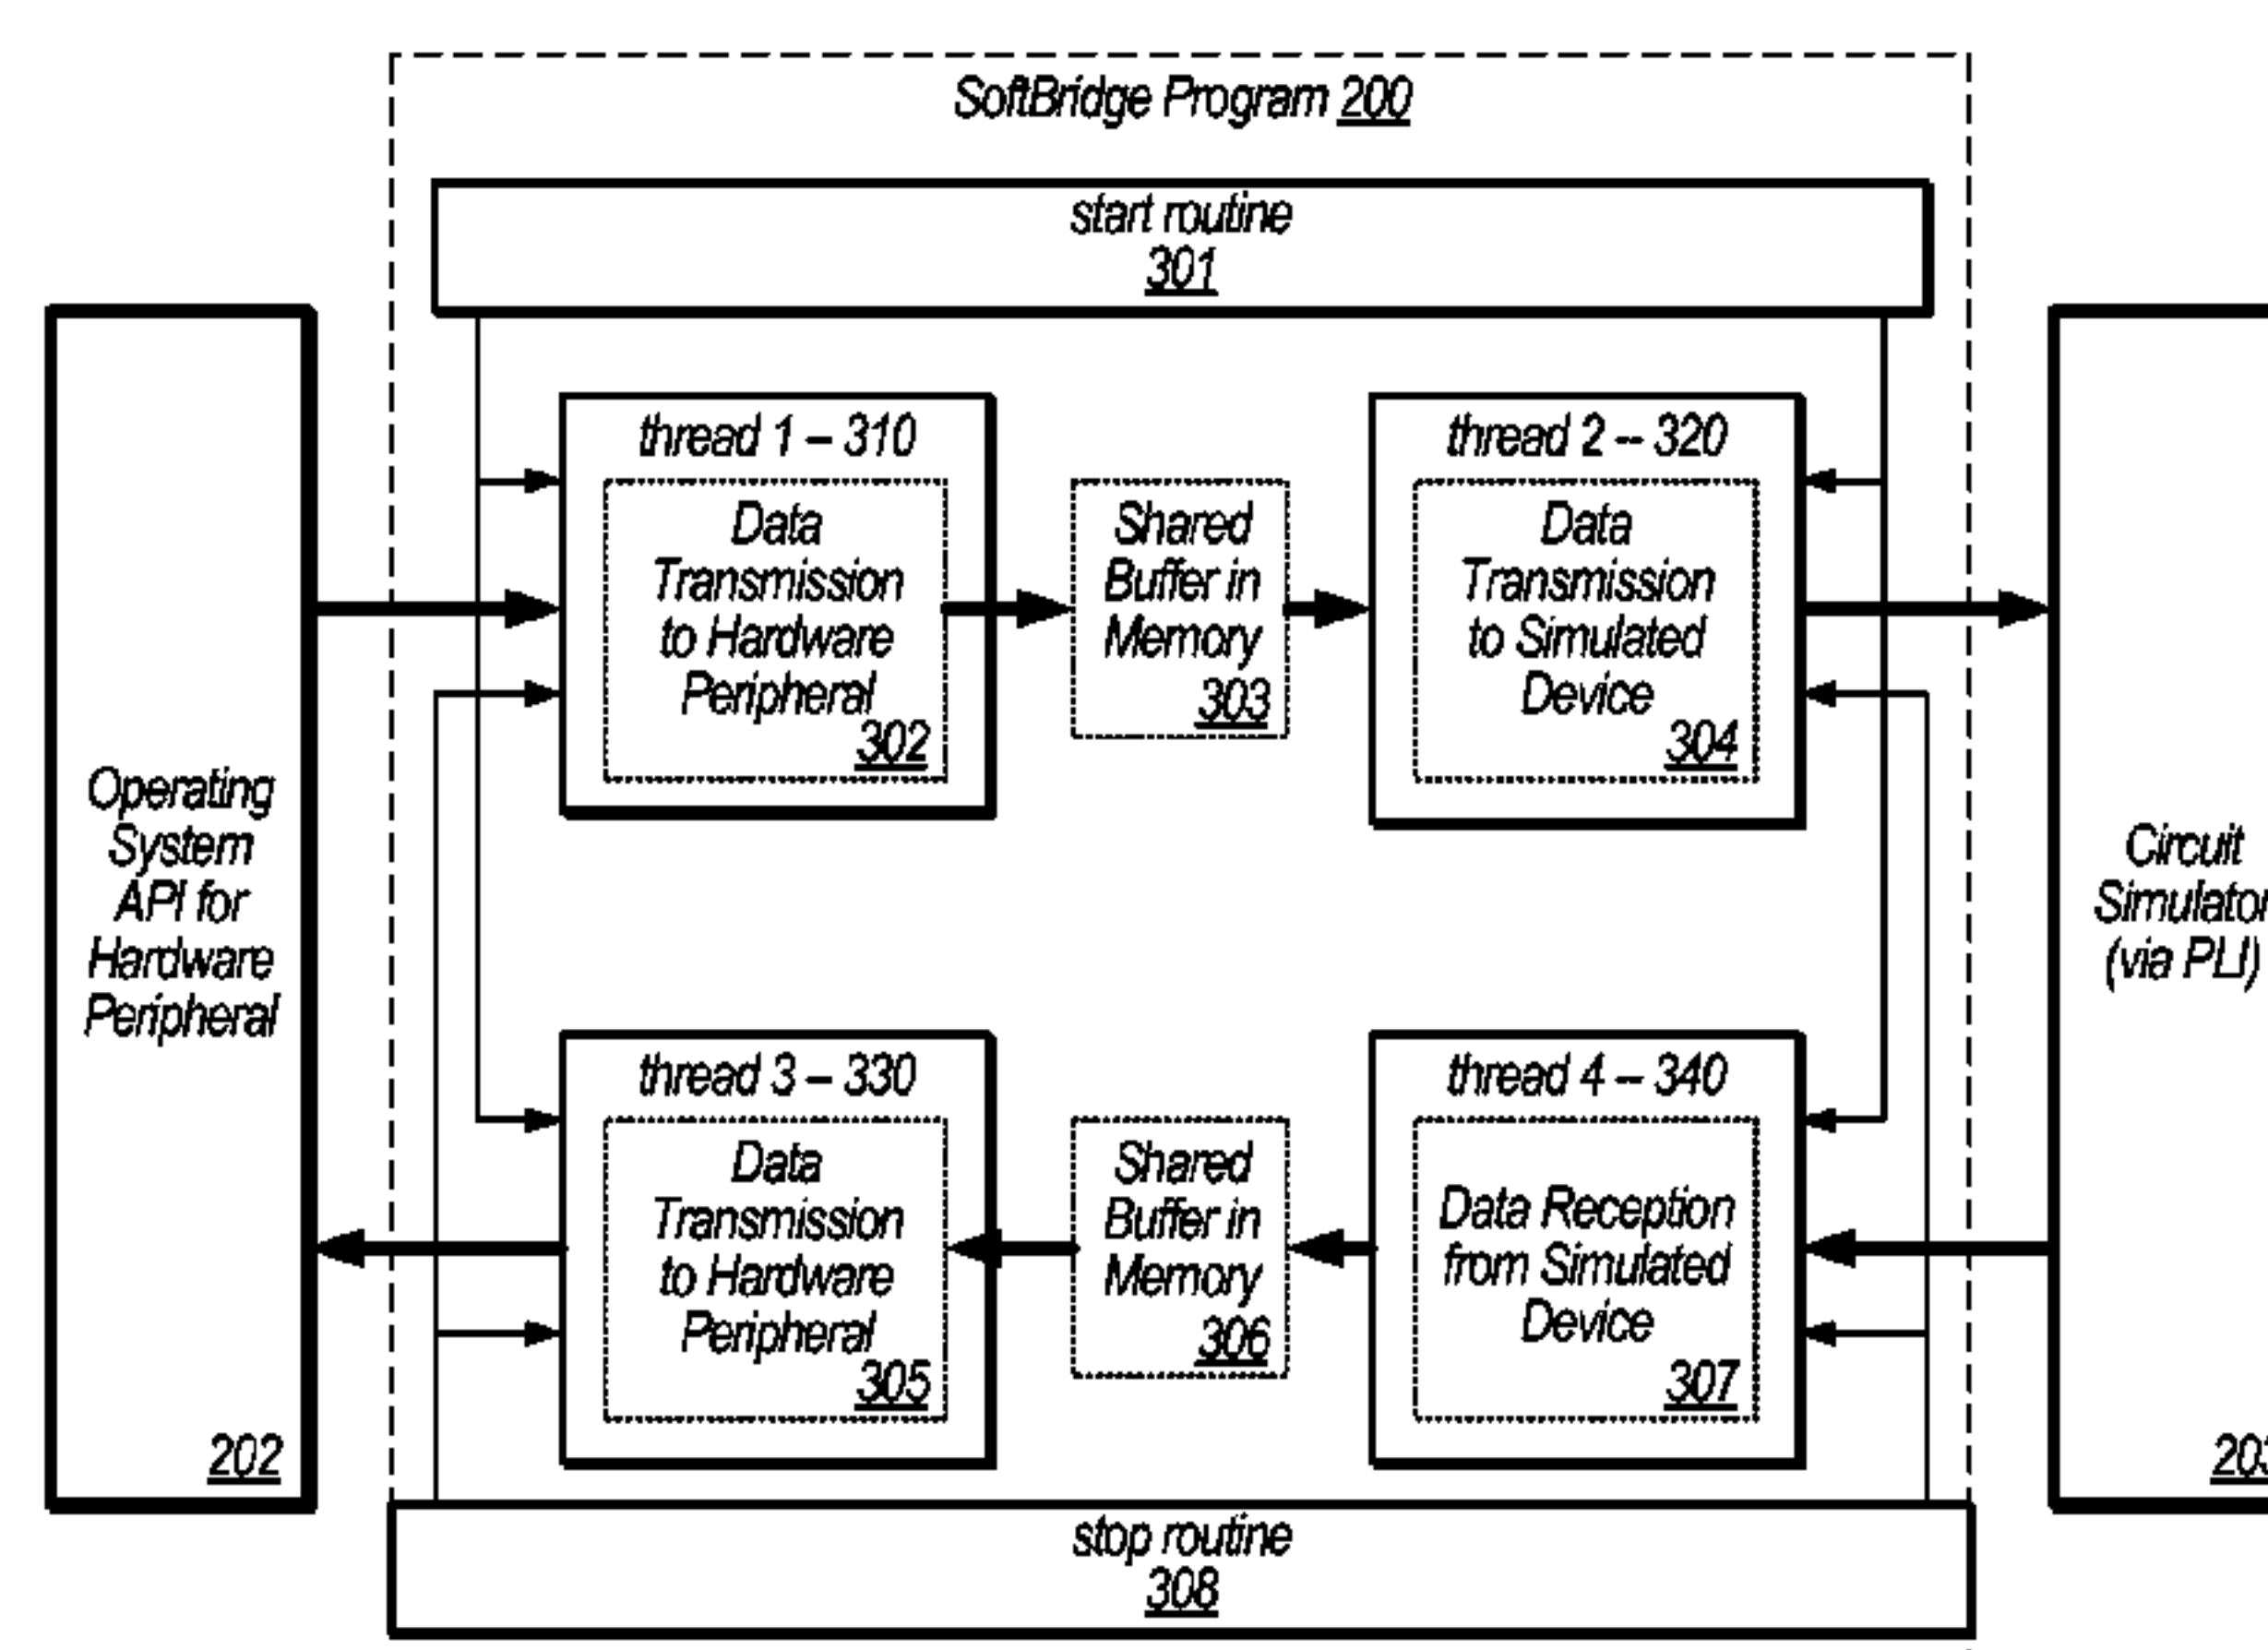 SoftBridge Program 200
start routine
301
thread 1 – 310
Data
Transmission
to Hardware
Peripheral
302
Shared
Buffer in
Memory
303
thread 2 -- 320
Data
Transmission
to Simulated
Device
304
Operating
System
API for
Hardware
Peripheral
202
Circuit
Simulator
(via PLI)
203
thread 3 – 330
Data
Transmission
to Hardware
Peripheral
305
Shared
Buffer in
Memory
306
thread 4 -- 340
Data Reception
from Simulated
Device
307
stop routine
308